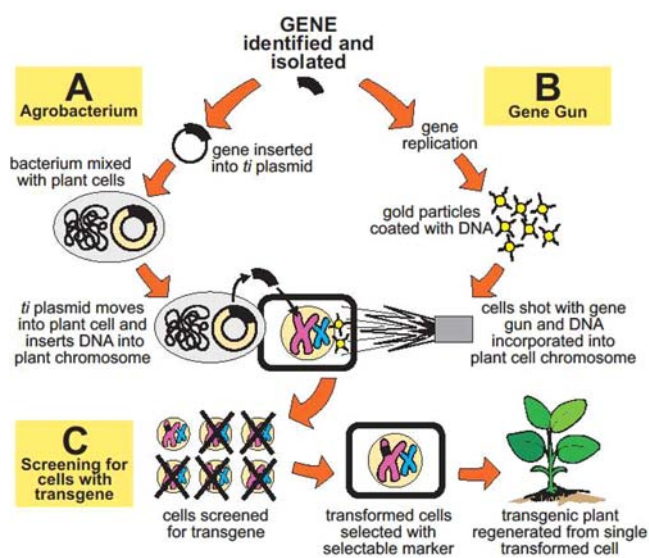 GENE
identified and
isolated
A
Agrobacterium
B
Gene Gun
gene inserted
into ti plasmid
gene
replication
bacterium mixed
with plant cells
gold particles
coated with DNA
ti plasmid moves
into plant cell and
inserts DNA into
plant chromosome
cells shot with gene
gun and DNA
incorporated into
plant cell chromosome
C
Screening for
cells with
transgene
cells screened
for transgene
transformed cells
selected with
selectable marker
transgenic plant
regenerated from single
transformed cell